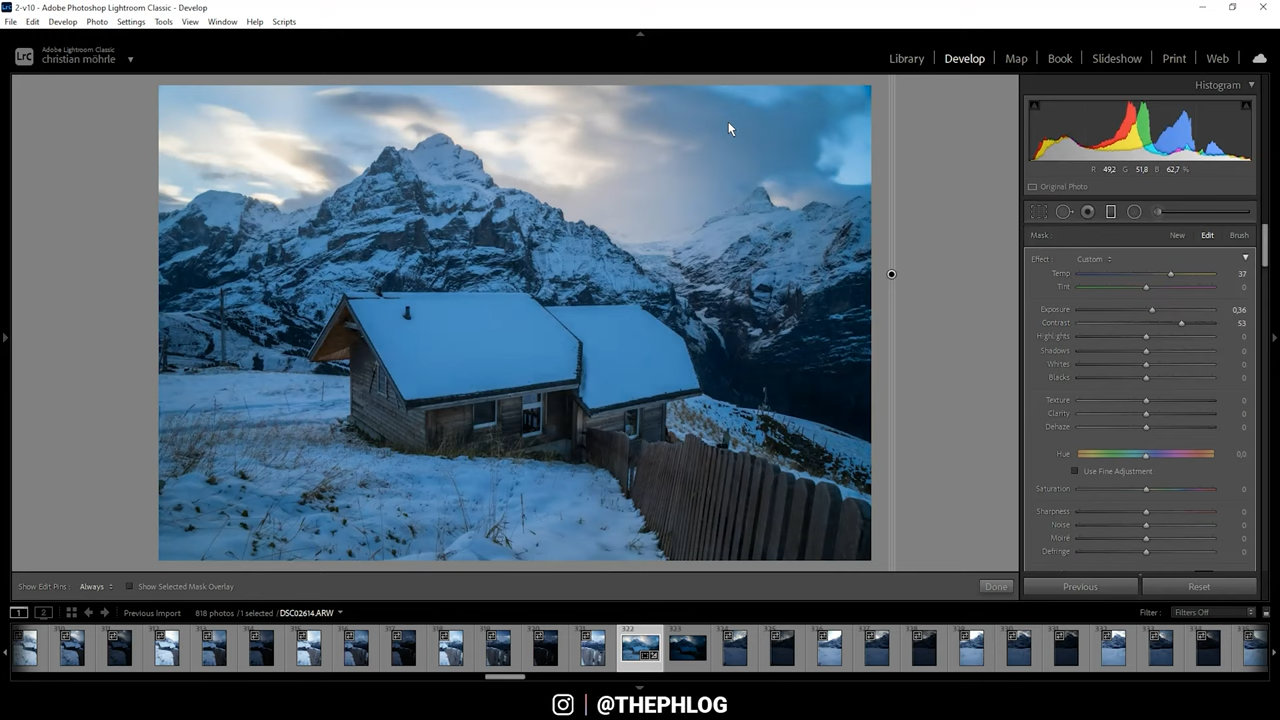 2-v10 - Adobe Photoshop Lightroom Classic - Develop
File Edit Develop Photo Settings Tools View Window Help Scripts
LrC
Adobe Lightroom Classic
christian möhrle
Library | Develop | Map | Book | Slideshow | Print | Web
Histogram
R 49,2 G 51,8 B 62,7 %
Original Photo
Mask : New Edit Brush
Effect : Custom
Temp 37
Tint 0
Exposure 0,36
Contrast 53
Highlights 0
Shadows 0
Whites 0
Blacks 0
Texture 0
Clarity 0
Dehaze 0
Hue 0,0
Use Fine Adjustment
Saturation 0
Sharpness 0
Noise 0
Moiré 0
Defringe 0
Show Edit Pins : Always Show Selected Mask Overlay Done
Previous Reset
1 2 Previous Import 818 photos / 1 selected / DSC02614.ARW Filter : Filters Off
322 323
@THEPHLOG